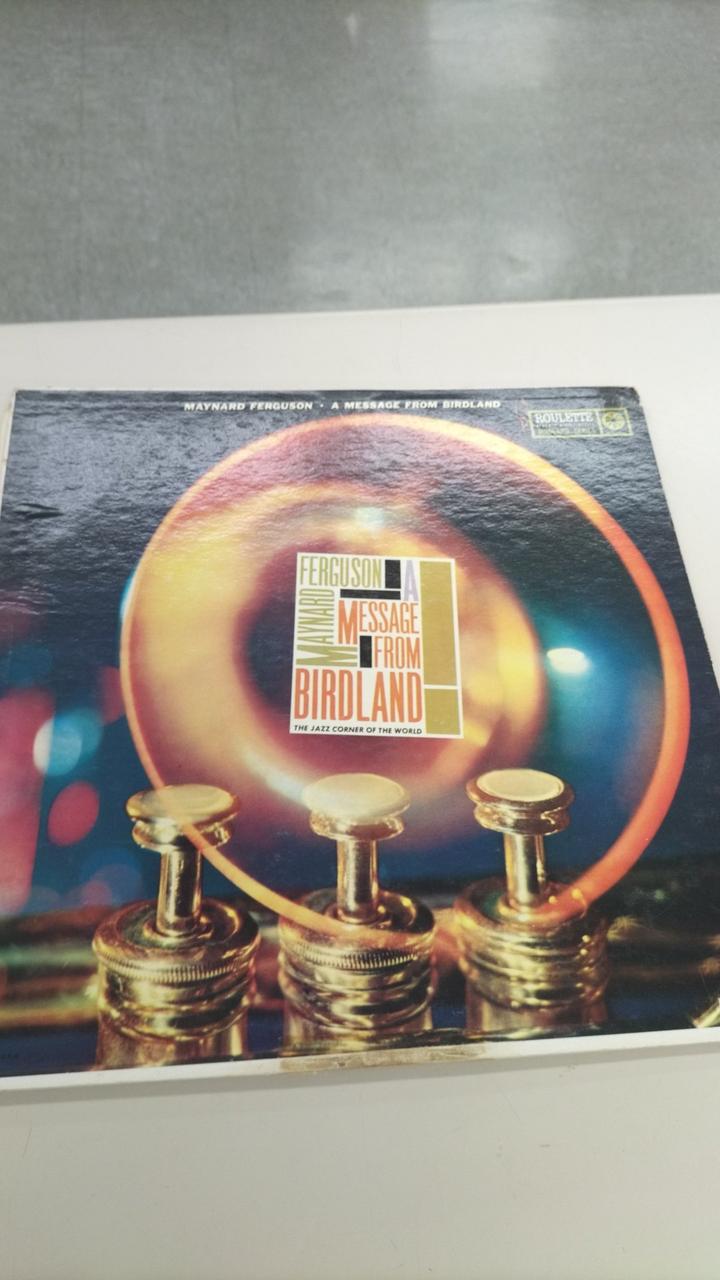 MAYNARD FERGUSON • A MESSAGE FROM BIRDLAND
ROULETTE
MAYNARD
FERGUSON
A
MESSAGE
FROM
BIRDLAND
THE JAZZ CORNER OF THE WORLD